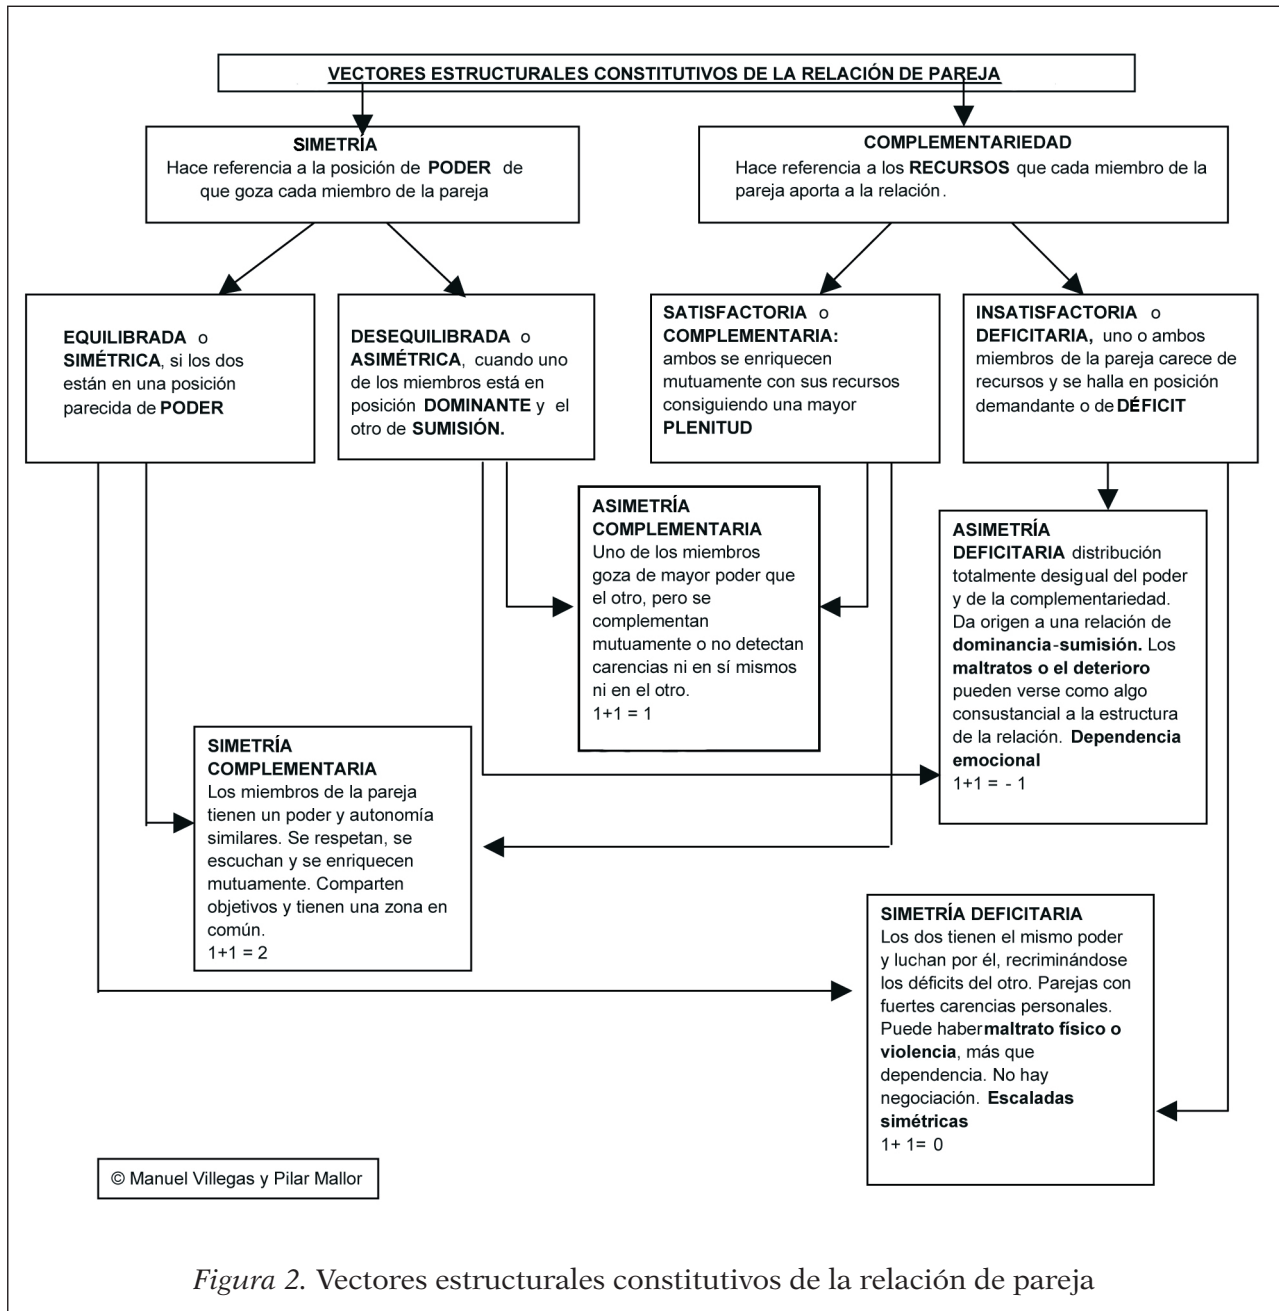 VECTORES ESTRUCTURALES CONSTITUTIVOS DE LA RELACIÓN DE PAREJA
SIMETRÍA
Hace referencia a la posición de PODER de
que goza cada miembro de la pareja
COMPLEMENTARIEDAD
Hace referencia a los RECURSOS que cada miembro de la
pareja aporta a la relación.
EQUILIBRADA o
SIMÉTRICA, si los dos
están en una posición
parecida de PODER
DESEQUILIBRADA o
ASIMÉTRICA, cuando uno
de los miembros está en
posición DOMINANTE y el
otro de SUMISIÓN.
SATISFACTORIA o
COMPLEMENTARIA:
ambos se enriquecen
mutuamente con sus recursos
consiguiendo una mayor
PLENITUD
INSATISFACTORIA o
DEFICITARIA, uno o ambos
miembros de la pareja carece de
recursos y se halla en posición
demandante o de DÉFICIT
ASIMETRÍA
COMPLEMENTARIA
Uno de los miembros
goza de mayor poder que
el otro, pero se
complementan
mutuamente o no detectan
carencias ni en sí mismos
ni en el otro.
1+1 = 1
ASIMETRÍA
DEFICITARIA distribución
totalmente desigual del poder
y de la complementariedad.
Da origen a una relación de
dominancia-sumisión. Los
maltratos o el deterioro
pueden verse como algo
consustancial a la estructura
de la relación. Dependencia
emocional
1+1 = - 1
SIMETRÍA
COMPLEMENTARIA
Los miembros de la pareja
tienen un poder y autonomía
similares. Se respetan, se
escuchan y se enriquecen
mutuamente. Comparten
objetivos y tienen una zona en
común.
1+1 = 2
SIMETRÍA DEFICITARIA
Los dos tienen el mismo poder
y luchan por él, recriminándose
los déficits del otro. Parejas con
fuertes carencias personales.
Puede haber maltrato físico o
violencia, más que
dependencia. No hay
negociación. Escaladas
simétricas
1+ 1= 0
© Manuel Villegas y Pilar Mallor
Figura 2. Vectores estructurales constitutivos de la relación de pareja